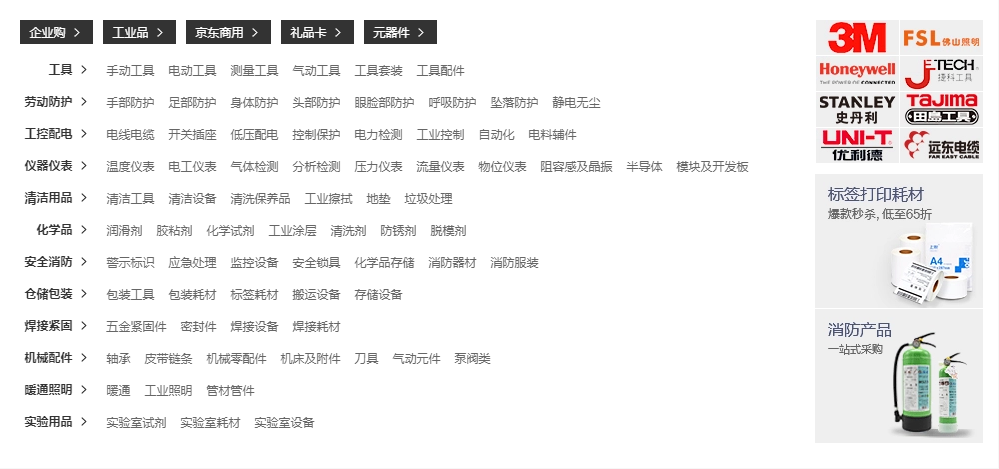 企业购 > 工业品 > 京东商用 > 礼品卡 > 元器件 >
工具 > 手动工具 电动工具 测量工具 气动工具 工具套装 工具配件
劳动防护 > 手部防护 足部防护 身体防护 头部防护 眼脸部防护 呼吸防护 坠落防护 静电无尘
工控配电 > 电线电缆 开关插座 低压配电 控制保护 电力检测 工业控制 自动化 电料辅件
仪器仪表 > 温度仪表 电工仪表 气体检测 分析检测 压力仪表 流量仪表 物位仪表 阻容感及晶振 半导体 模块及开发板
清洁用品 > 清洁工具 清洁设备 清洗保养品 工业擦拭 地垫 垃圾处理
化学品 > 润滑剂 胶粘剂 化学试剂 工业涂层 清洗剂 防锈剂 脱模剂
安全消防 > 警示标识 应急处理 监控设备 安全锁具 化学品存储 消防器材 消防服装
仓储包装 > 包装工具 包装耗材 标签耗材 搬运设备 存储设备
焊接紧固 > 五金紧固件 密封件 焊接设备 焊接耗材
机械配件 > 轴承 皮带链条 机械零配件 机床及附件 刀具 气动元件 泵阀类
暖通照明 > 暖通 工业照明 管材管件
实验用品 > 实验室试剂 实验室耗材 实验室设备
3M
FSL 佛山照明
Honeywell
THE POWER OF CONNECTED
JETECH
捷科工具
STANLEY
史丹利
TAJIMA
田島工具
UNI-T
优利德
远东电缆
FAR EAST CABLE
标签打印耗材
爆款秒杀, 低至65折
A4
消防产品
一站式采购